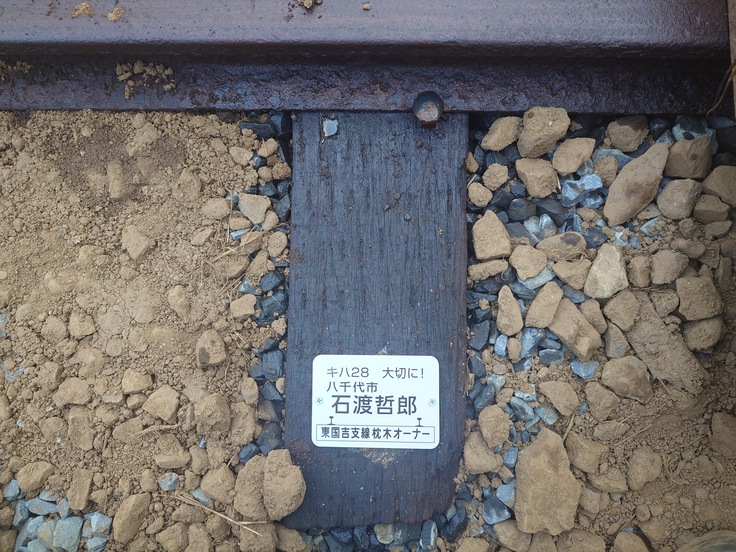 キハ28 大切に!
八千代市
石渡哲郎
東国吉支線枕木オーナー